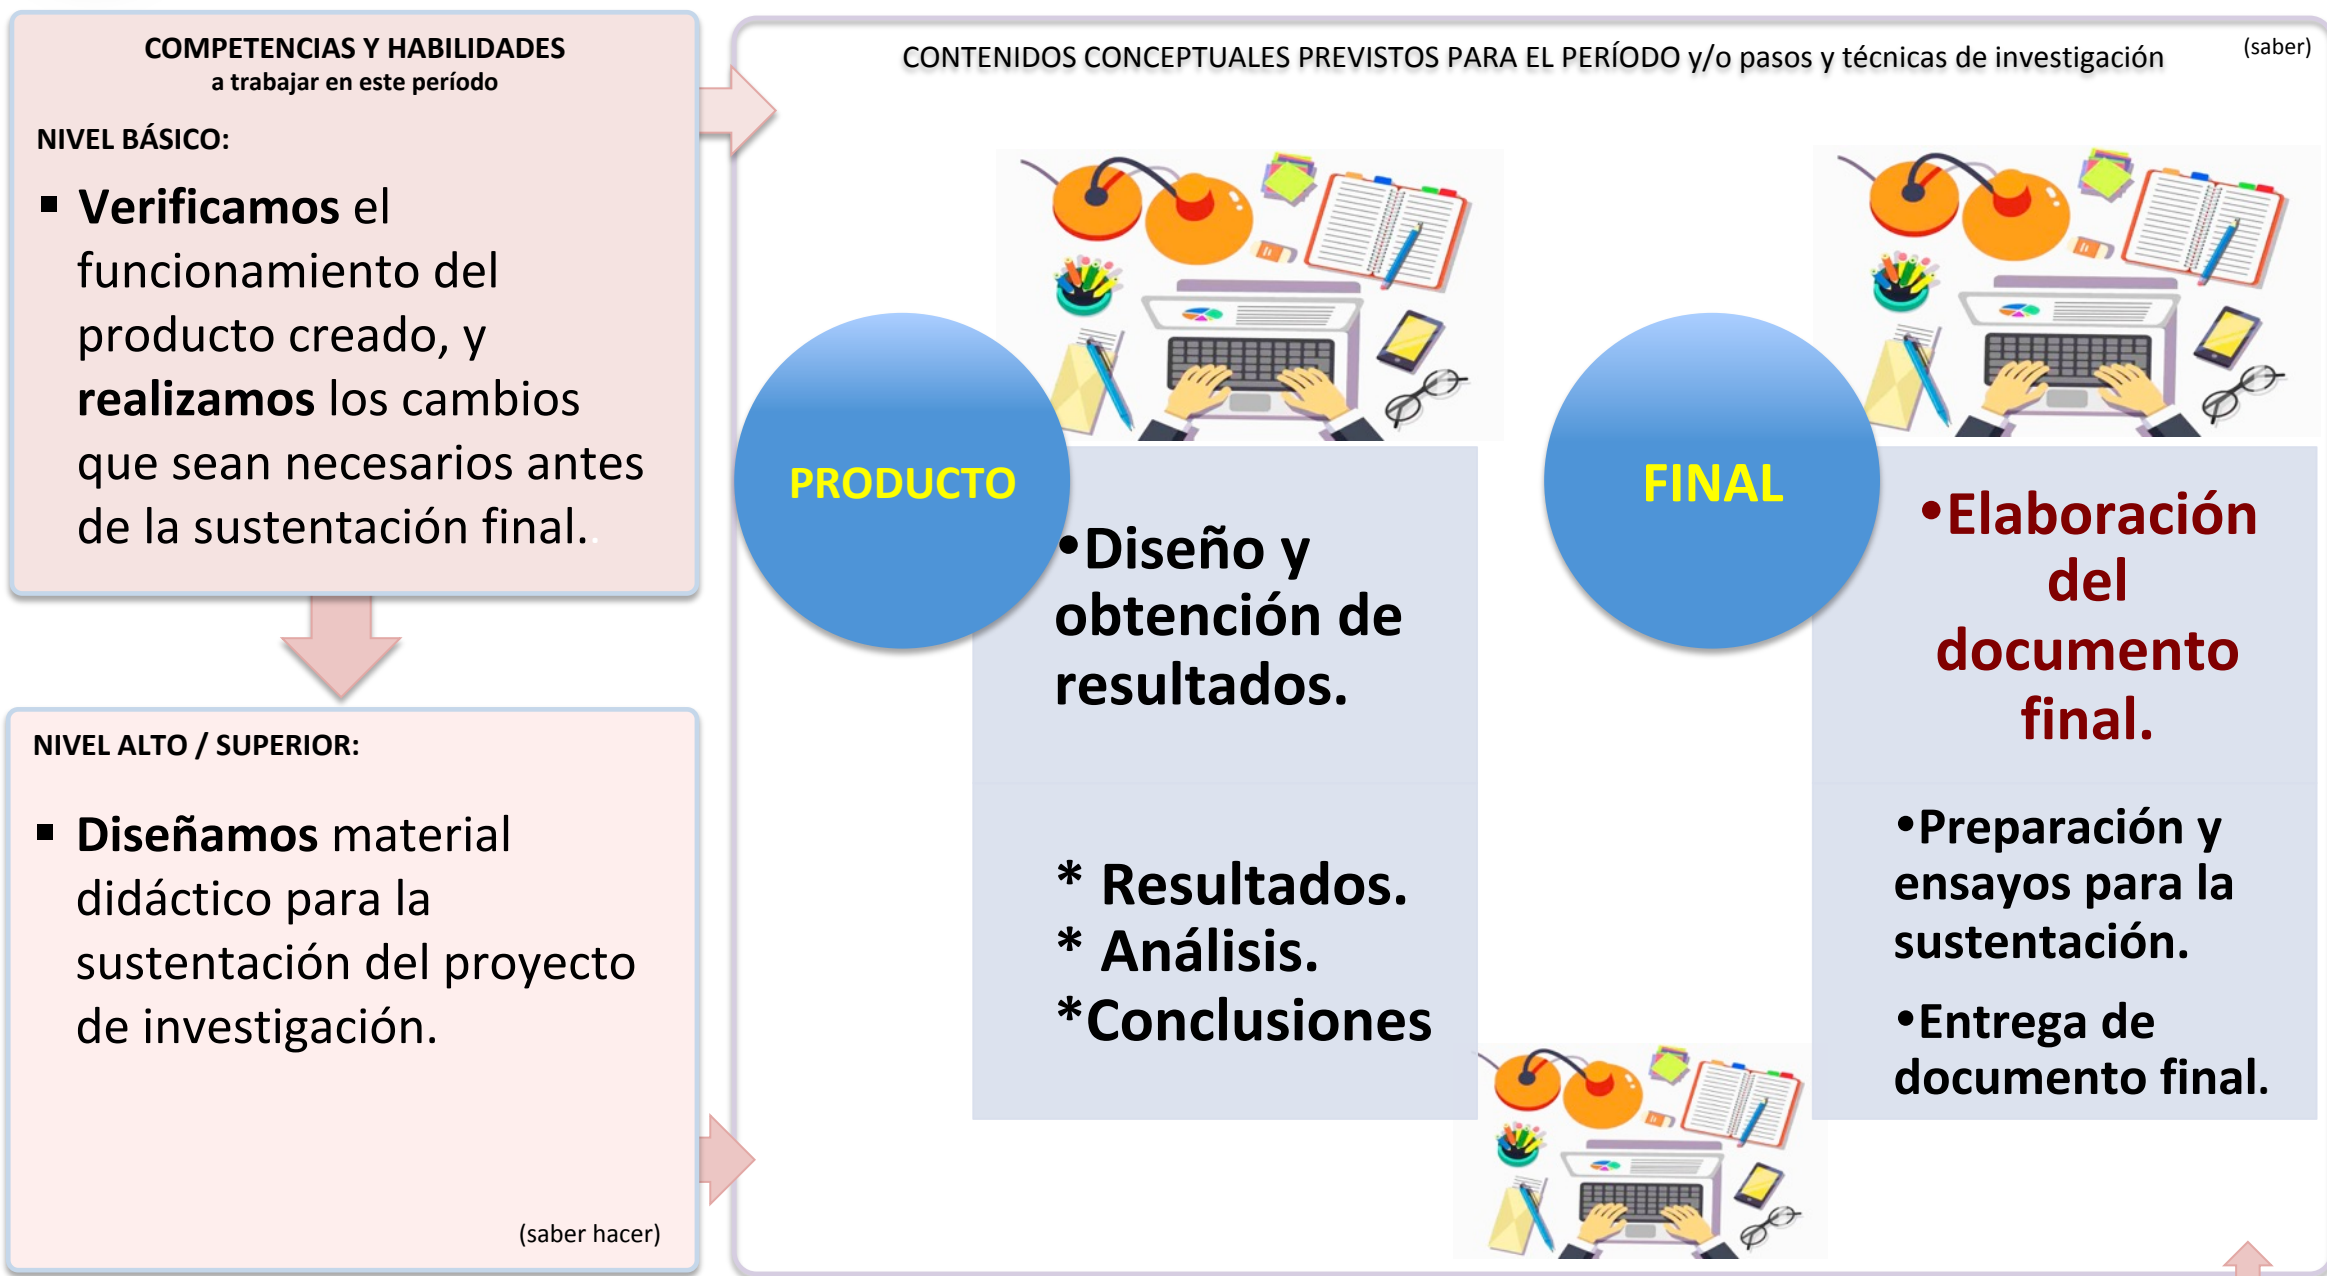 COMPETENCIAS Y HABILIDADES
a trabajar en este período
NIVEL BÁSICO:
▪ Verificamos el
funcionamiento del
producto creado, y
realizamos los cambios
que sean necesarios antes
de la sustentación final..
NIVEL ALTO / SUPERIOR:
▪ Diseñamos material
didáctico para la
sustentación del proyecto
de investigación.
(saber hacer)
CONTENIDOS CONCEPTUALES PREVISTOS PARA EL PERÍODO y/o pasos y técnicas de investigación
(saber)
PRODUCTO
•Diseño y
obtención de
resultados.
* Resultados.
* Análisis.
*Conclusiones
FINAL
•Elaboración
del
documento
final.
•Preparación y
ensayos para la
sustentación.
•Entrega de
documento final.